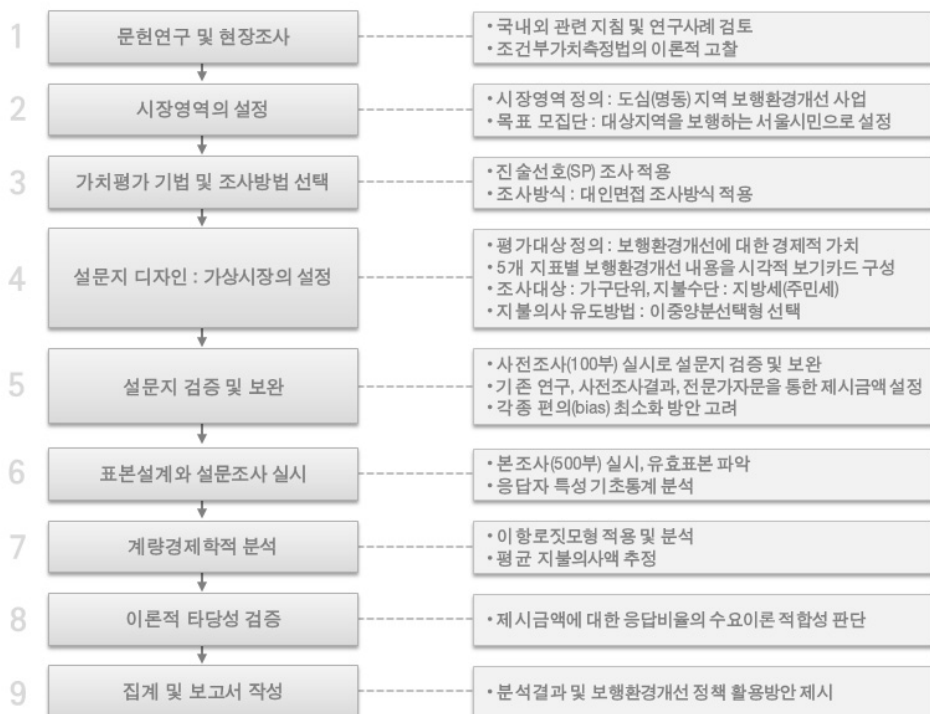 1
문헌연구 및 현장조사
• 국내외 관련 지침 및 연구사례 검토
• 조건부가치측정법의 이론적 고찰
2
시장영역의 설정
• 시장영역 정의 : 도심(명동) 지역 보행환경개선 사업
• 목표 모집단 : 대상지역을 보행하는 서울시민으로 설정
3
가치평가 기법 및 조사방법 선택
• 진술선호(SP) 조사 적용
• 조사방식 : 대인면접 조사방식 적용
4
설문지 디자인 : 가상시장의 설정
• 평가대상 정의 : 보행환경개선에 대한 경제적 가치
• 5개 지표별 보행환경개선 내용을 시각적 보기카드 구성
• 조사대상 : 가구단위, 지불수단 : 지방세(주민세)
• 지불의사 유도방법 : 이중양분선택형 선택
5
설문지 검증 및 보완
• 사전조사(100부) 실시로 설문지 검증 및 보완
• 기존 연구, 사전조사결과, 전문가자문을 통한 제시금액 설정
• 각종 편의(bias) 최소화 방안 고려
6
표본설계와 설문조사 실시
• 본조사(500부) 실시, 유효표본 파악
• 응답자 특성 기초통계 분석
7
계량경제학적 분석
• 이항로짓모형 적용 및 분석
• 평균 지불의사액 추정
8
이론적 타당성 검증
• 제시금액에 대한 응답비율의 수요이론 적합성 판단
9
집계 및 보고서 작성
• 분석결과 및 보행환경개선 정책 활용방안 제시